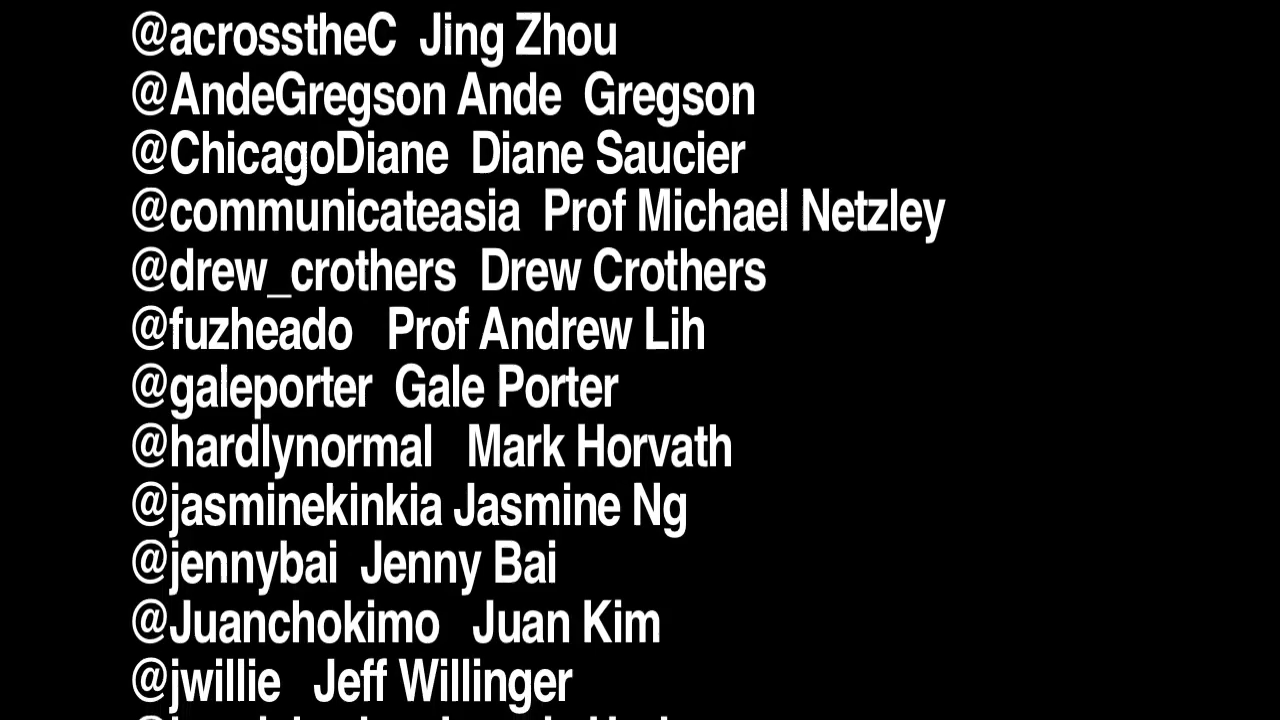 @acrosstheC Jing Zhou
@AndeGregson Ande Gregson
@ChicagoDiane Diane Saucier
@communicateasia Prof Michael Netzley
@drew_crothers Drew Crothers
@fuzheado Prof Andrew Lih
@galeporter Gale Porter
@hardlynormal Mark Horvath
@jasminekinkia Jasmine Ng
@jennybai Jenny Bai
@Juanchokimo Juan Kim
@jwillie Jeff Willinger